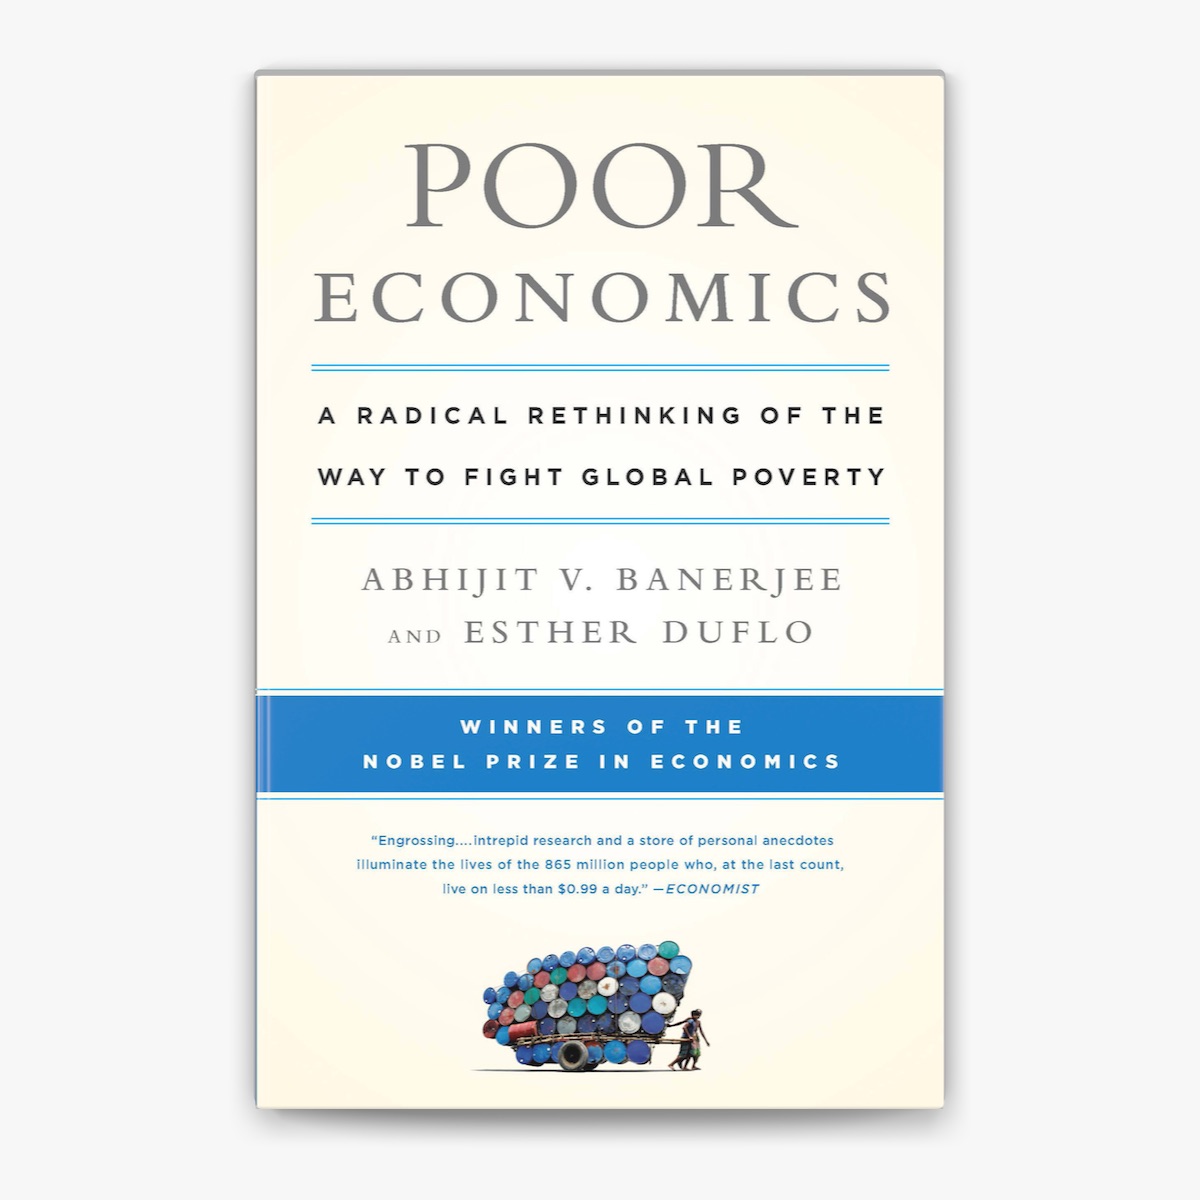 POOR
ECONOMICS
A RADICAL RETHINKING OF THE
WAY TO FIGHT GLOBAL POVERTY
ABHIJIT V. BANERJEE
AND ESTHER DUFLO
WINNERS OF THE
NOBEL PRIZE IN ECONOMICS
“Engrossing....intrepid research and a store of personal anecdotes
illuminate the lives of the 865 million people who, at the last count,
live on less than $0.99 a day.” —ECONOMIST